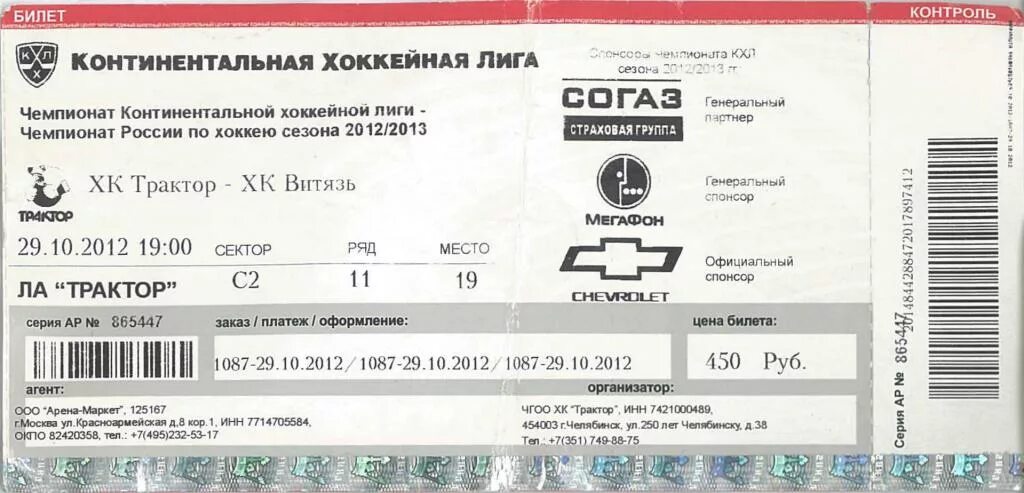 БИЛЕТ
КОНТРОЛЬ
КХЛ
КОНТИНЕНТАЛЬНАЯ ХОККЕЙНАЯ ЛИГА
Чемпионат Континентальной хоккейной лиги -
Чемпионат России по хоккею сезона 2012/2013
ТРАКТОР
ХК Трактор - ХК Витязь
29.10.2012 19:00
СЕКТОР РЯД МЕСТО
С2 11 19
ЛА "ТРАКТОР"
Спонсоры чемпионата КХЛ
сезона 2012/2013 гг.
СОГАЗ
СТРАХОВАЯ ГРУППА
Генеральный
партнер
МЕГАФОН
Генеральный
спонсор
CHEVROLET
Официальный
спонсор
серия АР № 865447
заказ / платеж / оформление:
цена билета:
1087-29.10.2012 / 1087-29.10.2012 / 1087-29.10.2012
450 Руб.
агент:
ООО "Арена-Маркет", 125167
г.Москва ул.Красноармейская д,8 кор.1, ИНН 7714705584,
ОКПО 82420358, тел.: +7(495)232-53-17
организатор:
ЧГОО ХК "Трактор", ИНН 7421000489,
454003 г.Челябинск, ул.250 лет Челябинску, д.38
Тел.: +7(351) 749-88-75
Серия АР № 865447
20148442884720178974​12